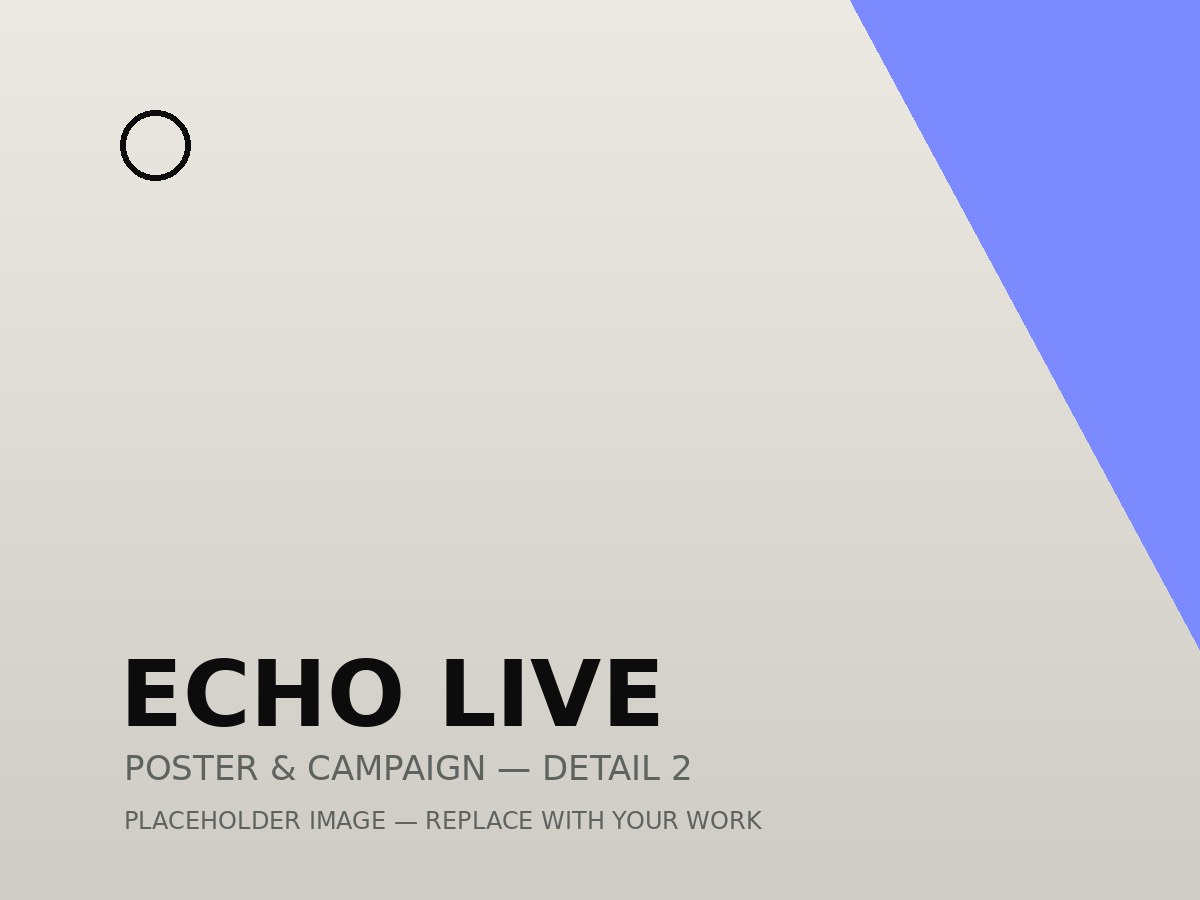 ECHO LIVE
POSTER & CAMPAIGN — DETAIL 2
PLACEHOLDER IMAGE — REPLACE WITH YOUR WORK